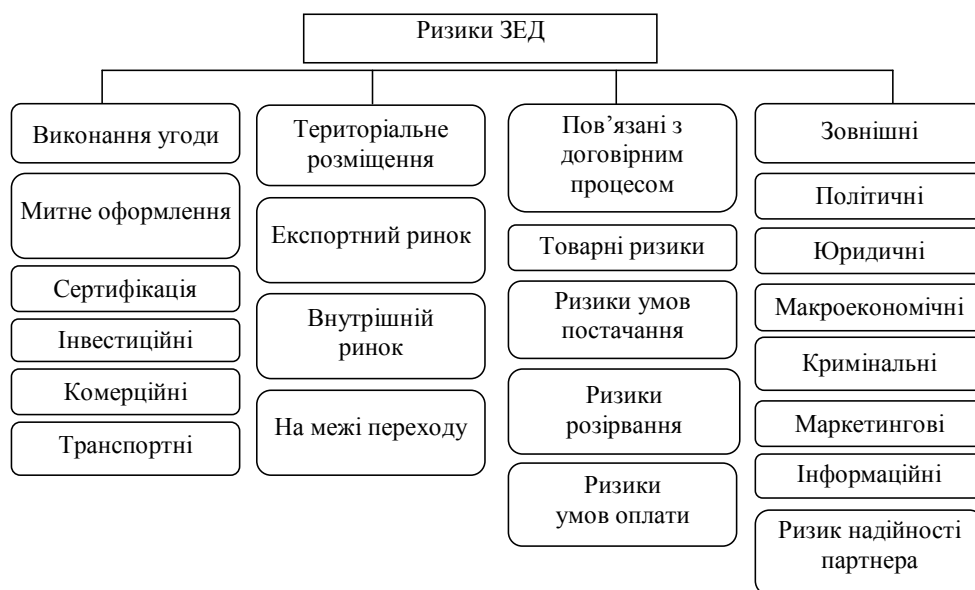 Ризики ЗЕД
Виконання угоди
Митне оформлення
Сертифікація
Інвестиційні
Комерційні
Транспортні
Територіальне
розміщення
Експортний ринок
Внутрішній
ринок
На межі переходу
Пов’язані з
договірним
процесом
Товарні ризики
Ризики умов
постачання
Ризики
розірвання
Ризики
умов оплати
Зовнішні
Політичні
Юридичні
Макроекономічні
Кримінальні
Маркетингові
Інформаційні
Ризик надійності
партнера